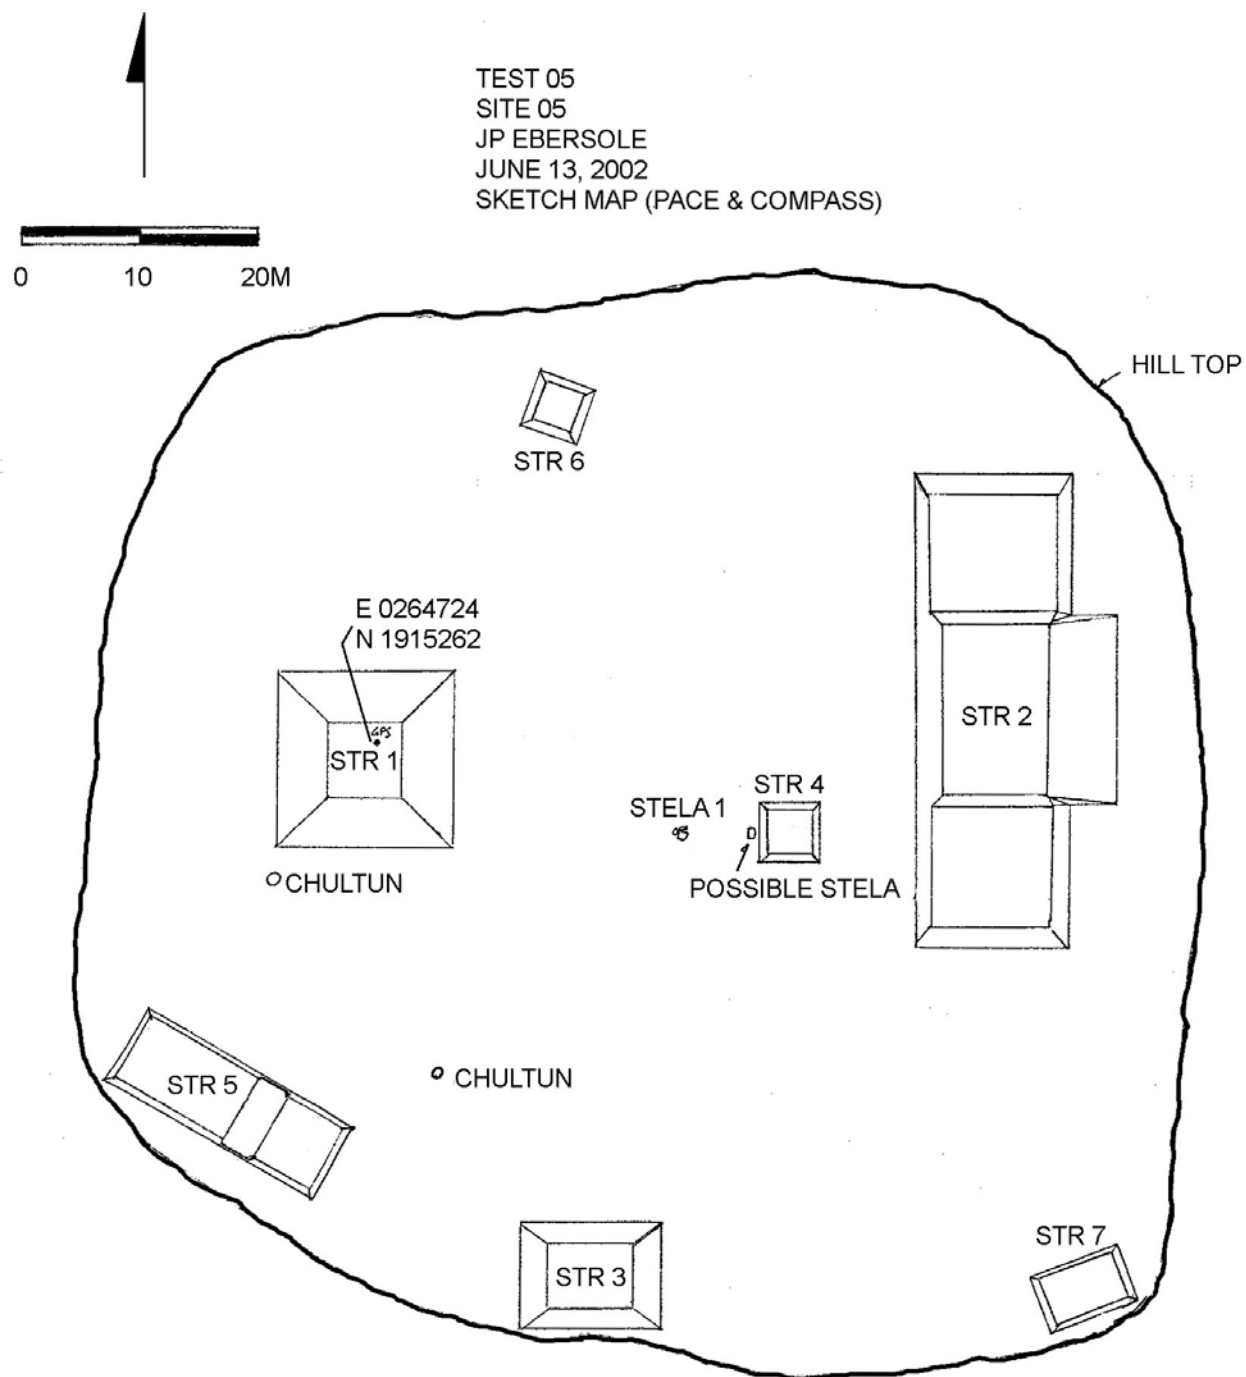 TEST 05
SITE 05
JP EBERSOLE
JUNE 13, 2002
SKETCH MAP (PACE & COMPASS)
0 10 20M
HILL TOP
STR 6
E 0264724
N 1915262
GPS
STR 1
STR 2
STR 4
STELA 1
D
POSSIBLE STELA
CHULTUN
STR 5
CHULTUN
STR 3
STR 7